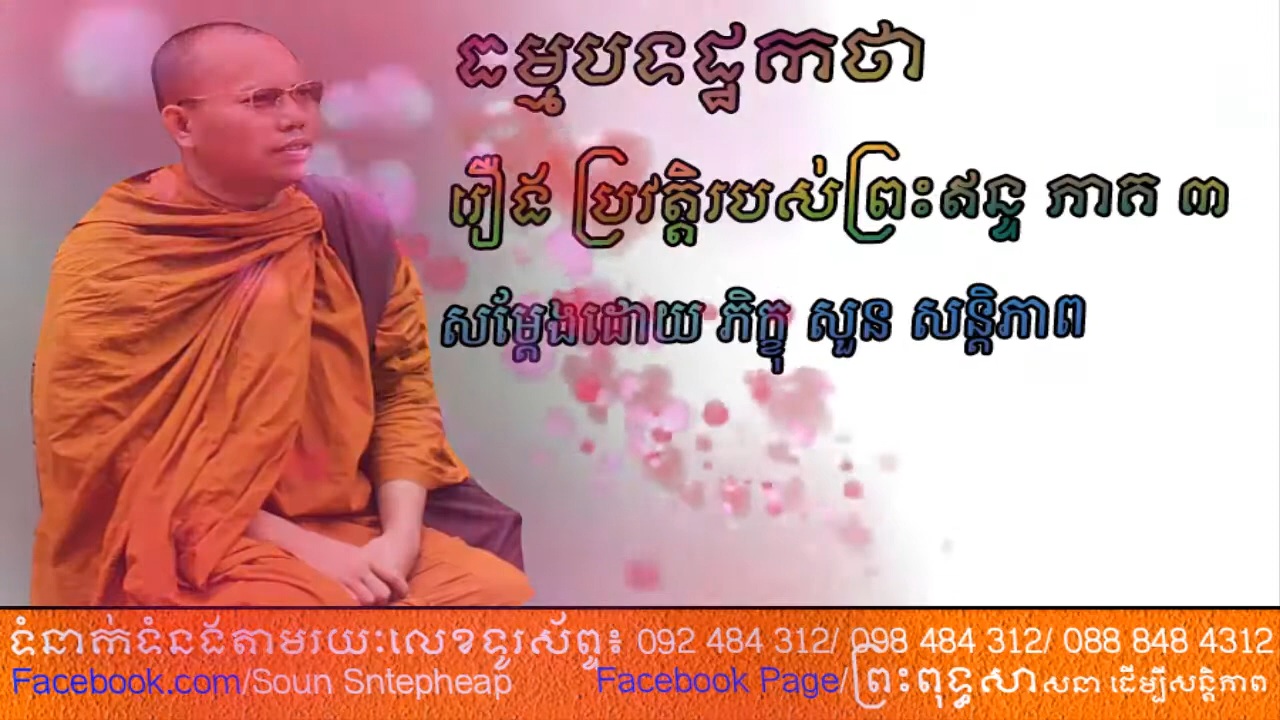 ធម្មបទដ្ឋកថា
រឿង ប្រវត្តិរបស់ព្រះឥន្ទ ភាគ ៣
សម្ដែងដោយ ភិក្ខុ សួន សន្តិភាព
ទំនាក់ទំនងតាមរយៈលេខទូរស័ព្ទ៖ 092 484 312/ 098 484 312/ 088 848 4312
Facebook.com/Soun Sntepheap Facebook Page/ព្រះពុទ្ធសាសនា ដើម្បីសន្តិភាព